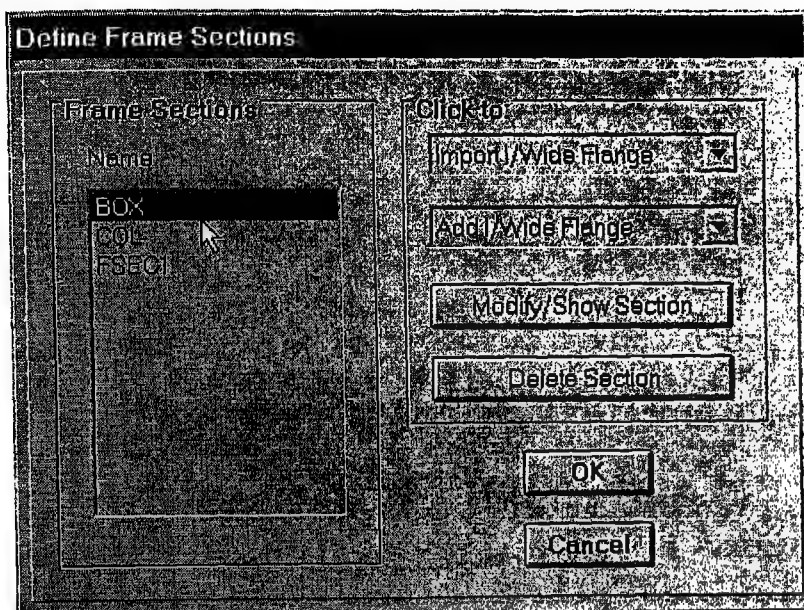 Define Frame Sections
Frame Sections
Name
BOX
COL
FSEC1
Click to:
Import I/Wide Flange
Add I/Wide Flange
Modify/Show Section
Delete Section
OK
Cancel